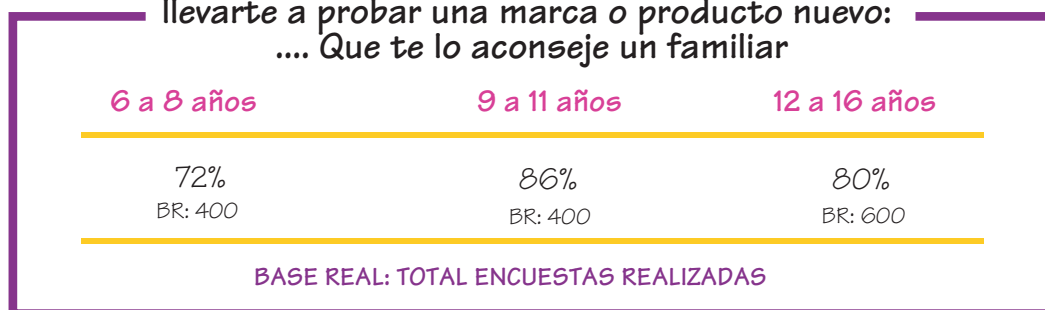 llevarte a probar una marca o producto nuevo:
.... Que te lo aconseje un familiar
6 a 8 años 9 a 11 años 12 a 16 años
72% 86% 80%
BR: 400 BR: 400 BR: 600
BASE REAL: TOTAL ENCUESTAS REALIZADAS